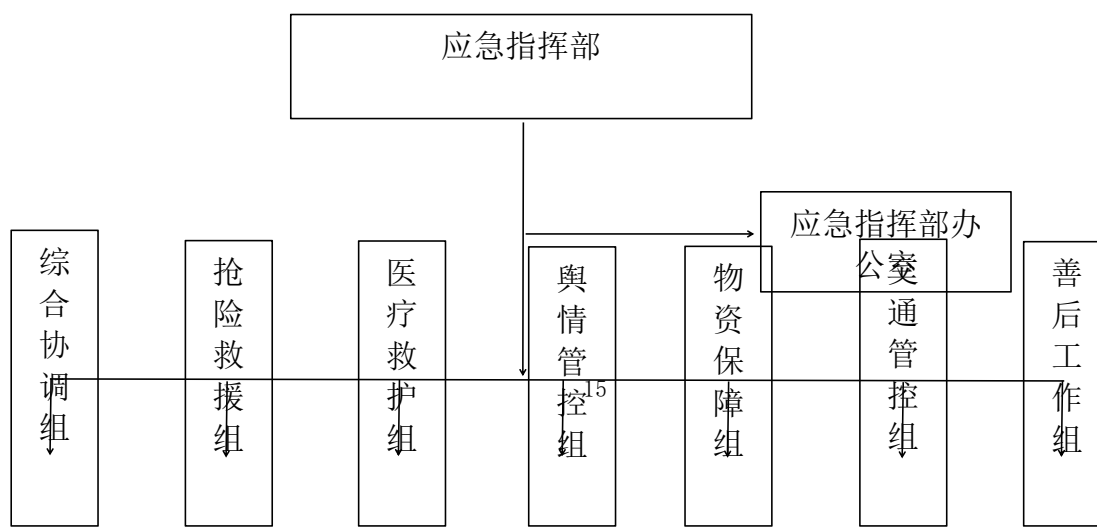 应急指挥部
应急指挥部办
公室
综合协调组
抢险救援组
医疗救护组
舆情管控组
物资保障组
交通管控组
善后工作组
15